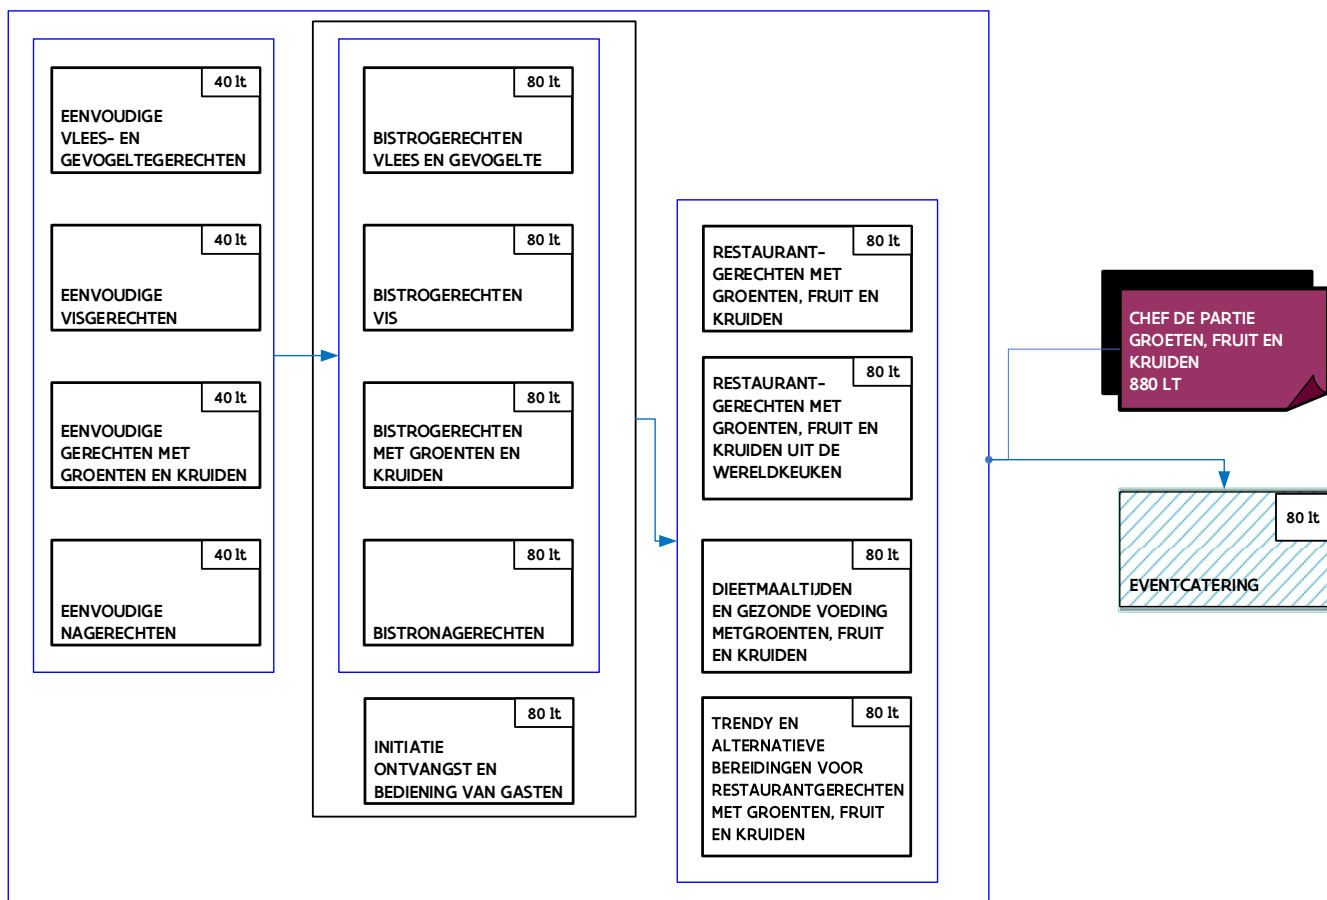 40 lt
EENVOUDIGE
VLEES- EN
GEVOGELTEGERECHTEN
40 lt
EENVOUDIGE
VISGERECHTEN
40 lt
EENVOUDIGE
GERECHTEN MET
GROENTEN EN KRUIDEN
40 lt
EENVOUDIGE
NAGERECHTEN
80 lt
BISTROGERECHTEN
VLEES EN GEVOGELTE
80 lt
BISTROGERECHTEN
VIS
80 lt
BISTROGERECHTEN
MET GROENTEN EN
KRUIDEN
80 lt
BISTRONAGERECHTEN
80 lt
INITIATIE
ONTVANGST EN
BEDIENING VAN GASTEN
80 lt
RESTAURANT-
GERECHTEN MET
GROENTEN, FRUIT EN
KRUIDEN
80 lt
RESTAURANT-
GERECHTEN MET
GROENTEN, FRUIT EN
KRUIDEN UIT DE
WERELDKEUKEN
80 lt
DIEETMAALTIJDEN
EN GEZONDE VOEDING
METGROENTEN, FRUIT
EN KRUIDEN
80 lt
TRENDY EN
ALTERNATIEVE
BEREIDINGEN VOOR
RESTAURANTGERECHTEN
MET GROENTEN, FRUIT
EN KRUIDEN
CHEF DE PARTIE
GROETEN, FRUIT EN
KRUIDEN
880 LT
80 lt
EVENTCATERING